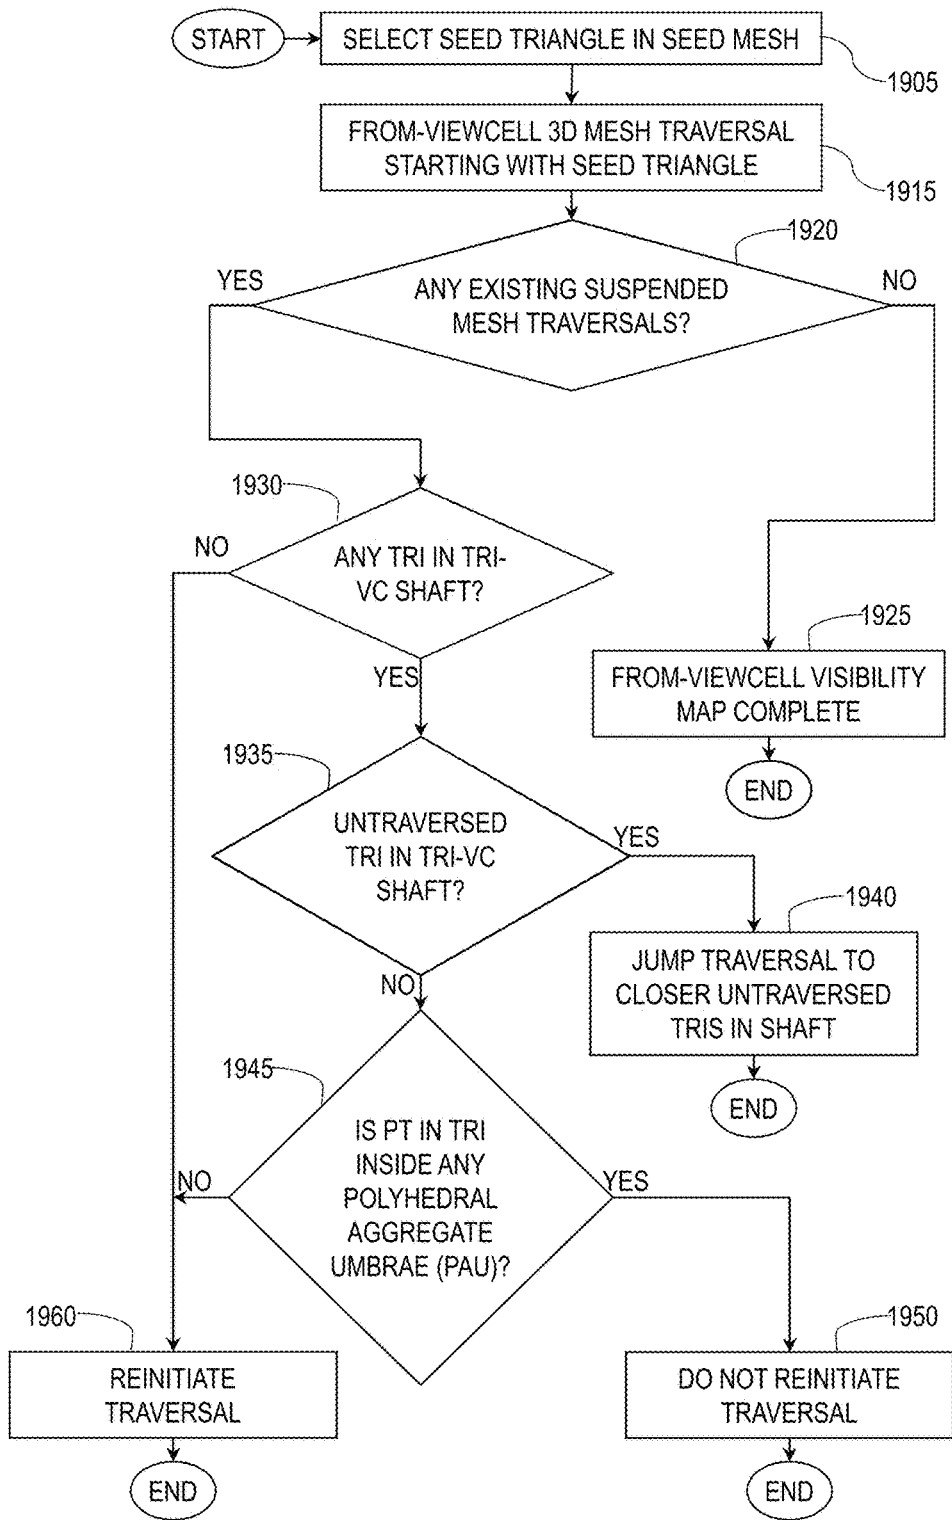 START
SELECT SEED TRIANGLE IN SEED MESH
1905
FROM-VIEWCELL 3D MESH TRAVERSAL
STARTING WITH SEED TRIANGLE
1915
1920
YES
NO
ANY EXISTING SUSPENDED
MESH TRAVERSALS?
1930
NO
ANY TRI IN TRI-
VC SHAFT?
YES
1925
FROM-VIEWCELL VISIBILITY
MAP COMPLETE
END
1935
UNTRAVERSED
TRI IN TRI-VC
SHAFT?
YES
NO
1940
JUMP TRAVERSAL TO
CLOSER UNTRAVERSED
TRIS IN SHAFT
END
1945
IS PT IN TRI
INSIDE ANY
POLYHEDRAL
AGGREGATE
UMBRAE (PAU)?
NO
YES
1960
REINITIATE
TRAVERSAL
END
1950
DO NOT REINITIATE
TRAVERSAL
END